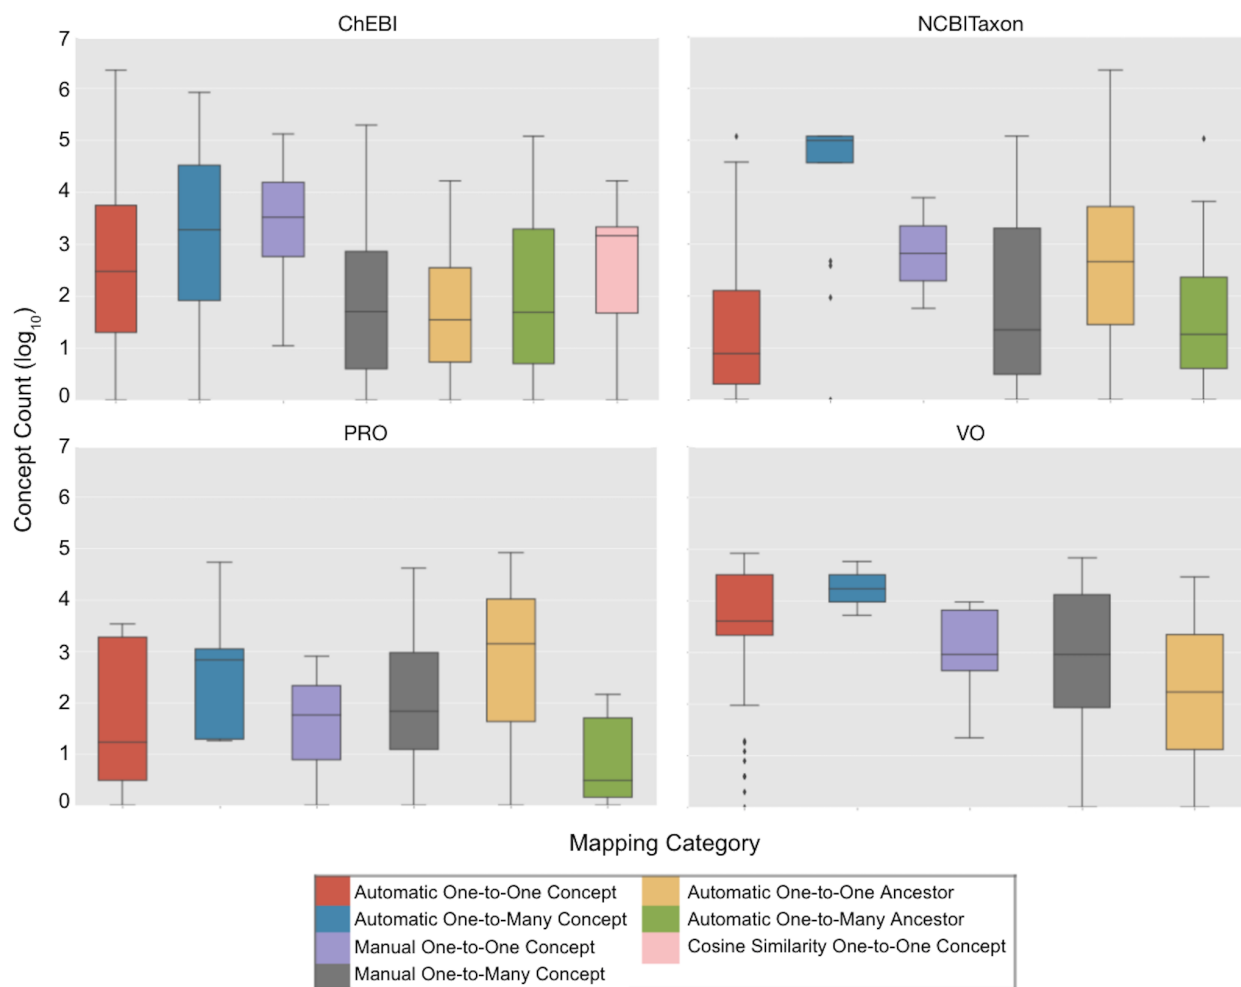 ChEBI
NCBITaxon
7
6
5
4
3
2
1
0
PRO
VO
7
6
5
4
3
2
1
0
Concept Count (log10)
Mapping Category
Automatic One-to-One Concept
Automatic One-to-Many Concept
Manual One-to-One Concept
Manual One-to-Many Concept
Automatic One-to-One Ancestor
Automatic One-to-Many Ancestor
Cosine Similarity One-to-One Concept